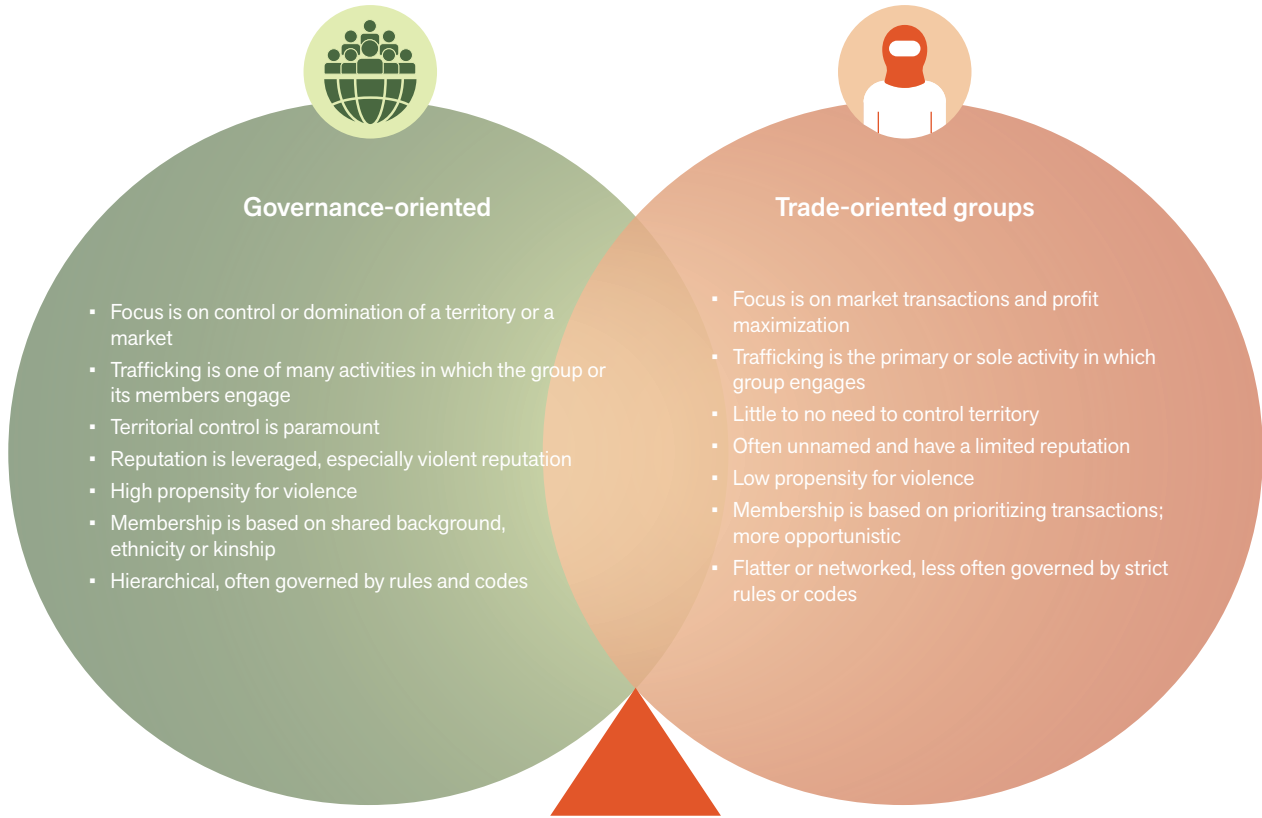 Governance-oriented
▪ Focus is on control or domination of a territory or a
market
▪ Trafficking is one of many activities in which the group or
its members engage
▪ Territorial control is paramount
▪ Reputation is leveraged, especially violent reputation
▪ High propensity for violence
▪ Membership is based on shared background,
ethnicity or kinship
▪ Hierarchical, often governed by rules and codes
Trade-oriented groups
▪ Focus is on market transactions and profit
maximization
▪ Trafficking is the primary or sole activity in which
group engages
▪ Little to no need to control territory
▪ Often unnamed and have a limited reputation
▪ Low propensity for violence
▪ Membership is based on prioritizing transactions;
more opportunistic
▪ Flatter or networked, less often governed by strict
rules or codes